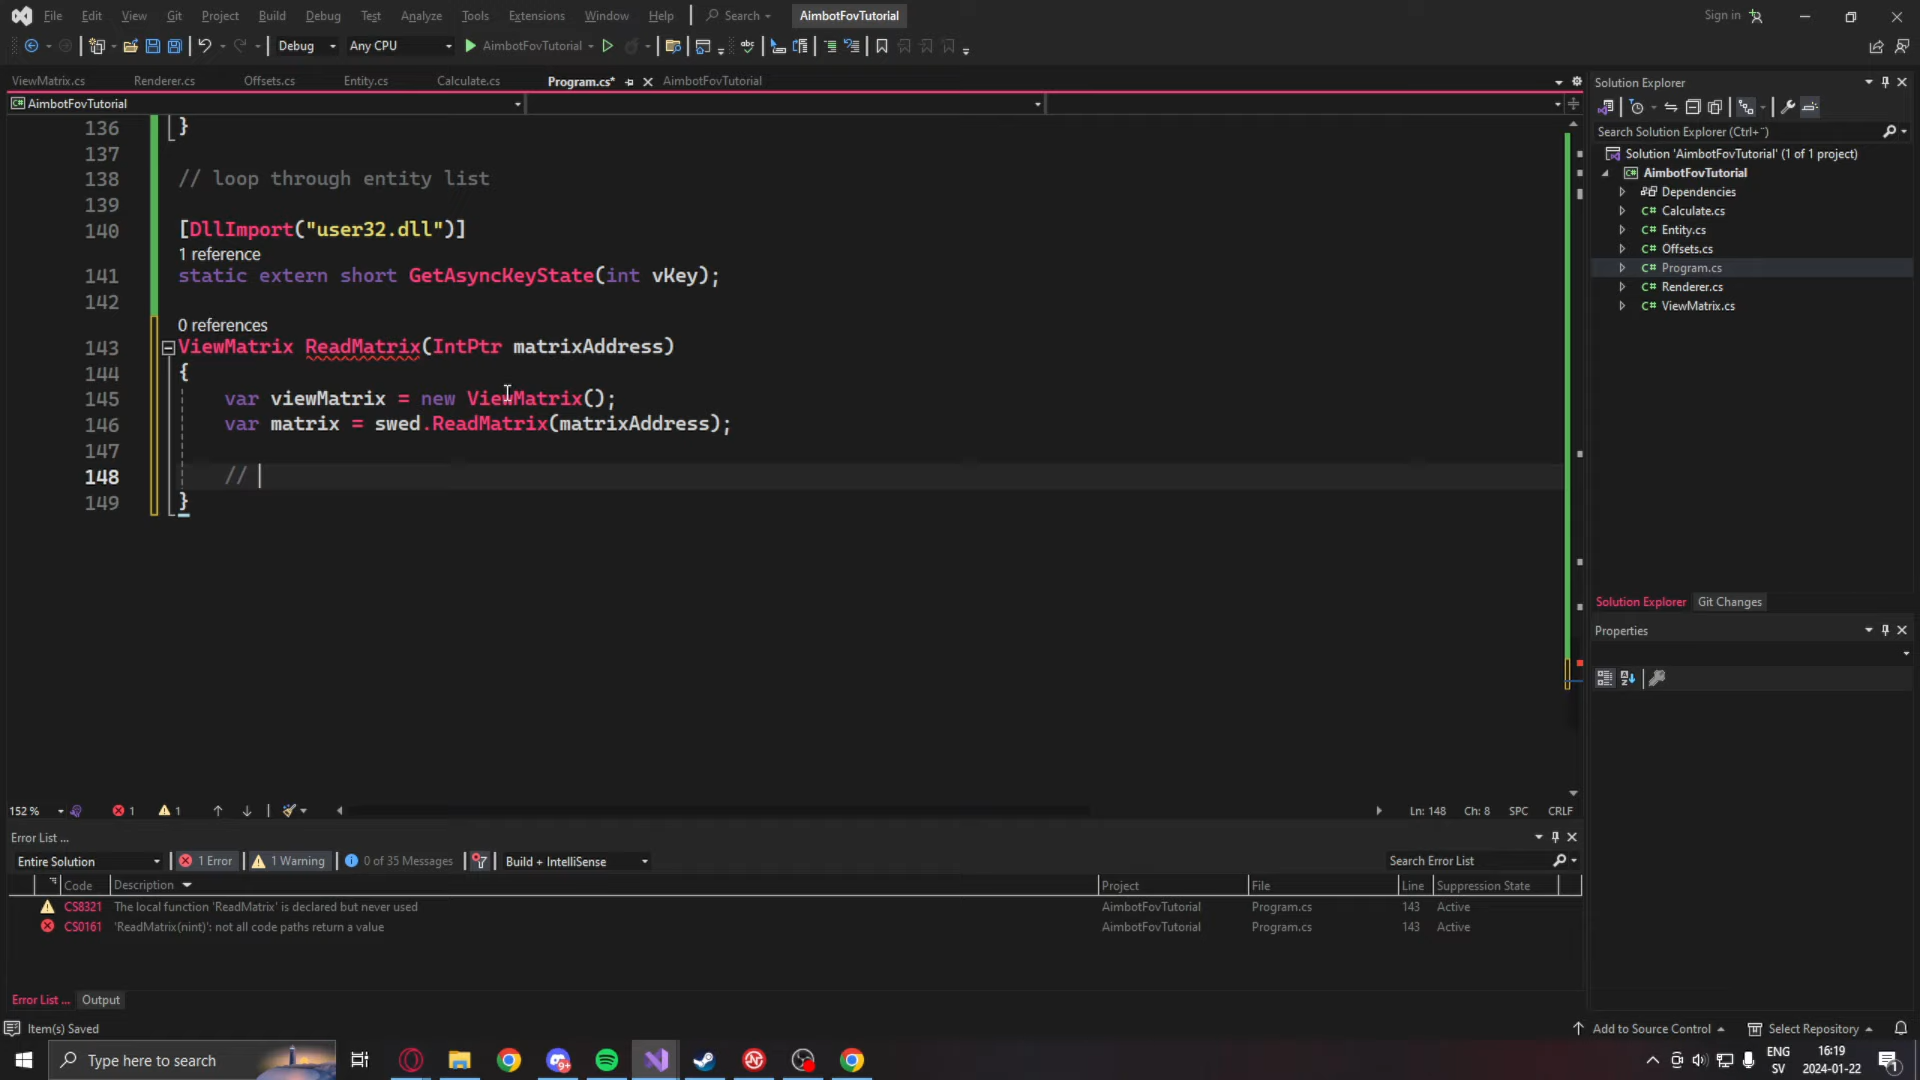 File Edit View Git Project Build Debug Test Analyze Tools Extensions Window Help Search AimbotFovTutorial Sign in
Debug Any CPU AimbotFovTutorial
ViewMatrix.cs Renderer.cs Offsets.cs Entity.cs Calculate.cs Program.cs* AimbotFovTutorial
AimbotFovTutorial
136 }
137
138 // loop through entity list
139
140 [DllImport("user32.dll")]
1 reference
141 static extern short GetAsyncKeyState(int vKey);
142
0 references
143 ViewMatrix ReadMatrix(IntPtr matrixAddress)
144 {
145 var viewMatrix = new ViewMatrix();
146 var matrix = swed.ReadMatrix(matrixAddress);
147
148 //
149 }
152 % 1 1 Ln: 148 Ch: 8 SPC CRLF
Error List ...
Entire Solution 1 Error 1 Warning 0 of 35 Messages Build + IntelliSense Search Error List
Code Description Project File Line Suppression State
CS8321 The local function 'ReadMatrix' is declared but never used AimbotFovTutorial Program.cs 143 Active
CS0161 'ReadMatrix(nint)': not all code paths return a value AimbotFovTutorial Program.cs 143 Active
Error List ... Output
Solution Explorer
Search Solution Explorer (Ctrl+¨)
Solution 'AimbotFovTutorial' (1 of 1 project)
AimbotFovTutorial
Dependencies
C# Calculate.cs
C# Entity.cs
C# Offsets.cs
C# Program.cs
C# Renderer.cs
C# ViewMatrix.cs
Solution Explorer Git Changes
Properties
Item(s) Saved Add to Source Control Select Repository
Type here to search 9+ ENG 16:19
SV 2024-01-22 1